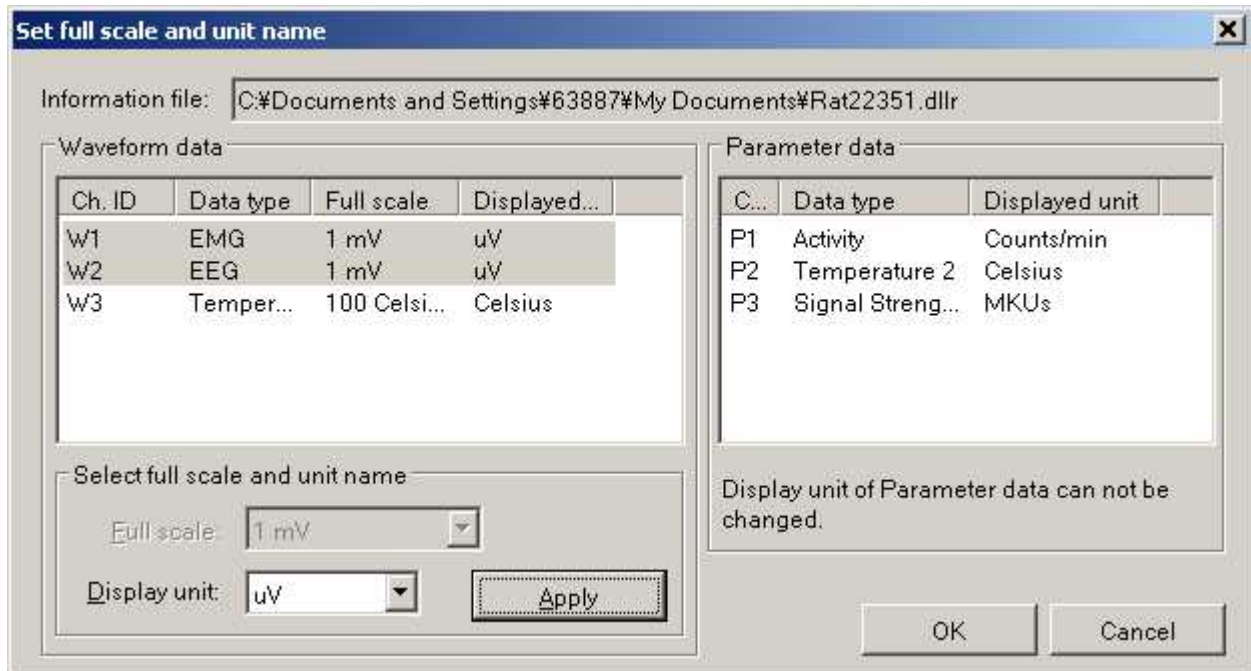 Set full scale and unit name
Information file: C:¥Documents and Settings¥63887¥My Documents¥Rat22351.dllr
Waveform data
Ch. ID Data type Full scale Displayed...
W1 EMG 1 mV uV
W2 EEG 1 mV uV
W3 Temper... 100 Celsi... Celsius
Select full scale and unit name
Full scale: 1 mV
Display unit: uV Apply
Parameter data
C... Data type Displayed unit
P1 Activity Counts/min
P2 Temperature 2 Celsius
P3 Signal Streng... MKUs
Display unit of Parameter data can not be
changed.
OK Cancel